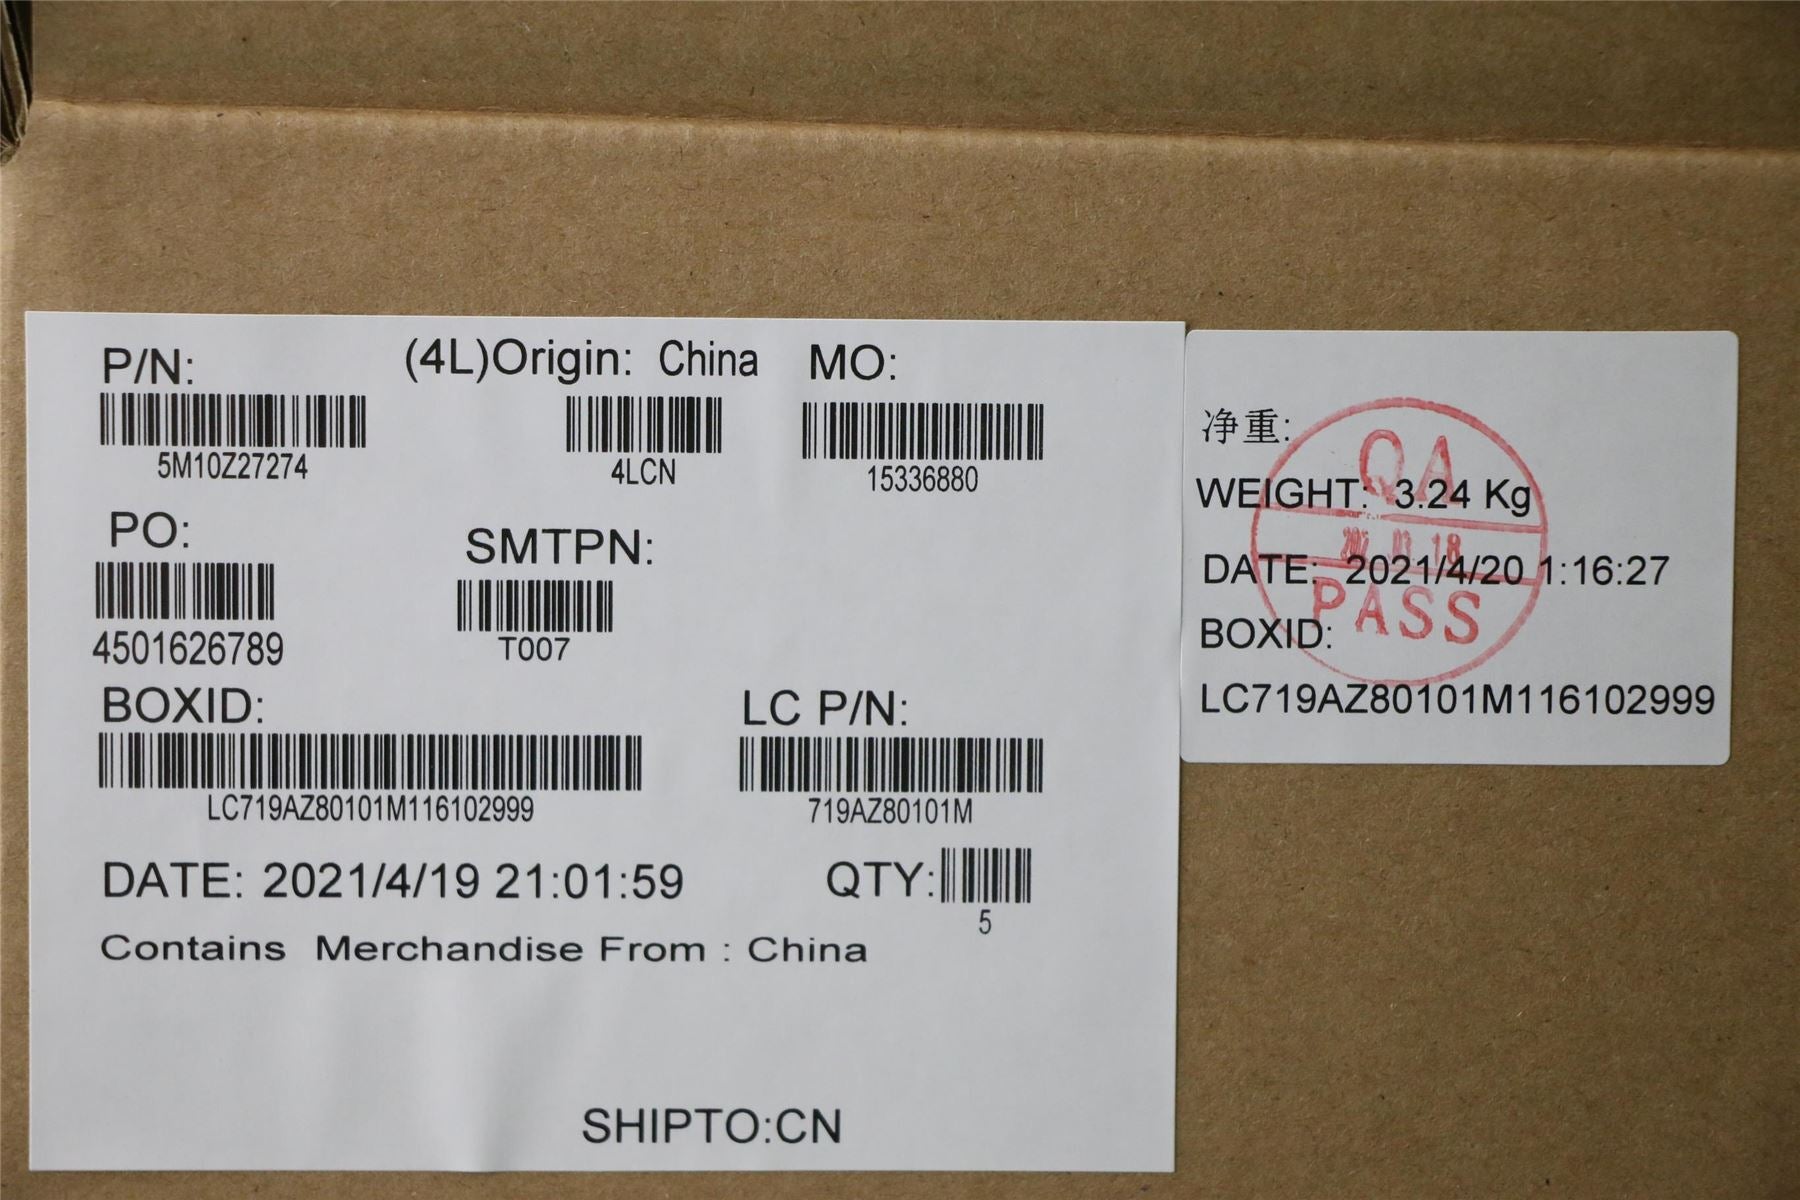 P/N:
(4L)Origin: China
MO:
5M10Z27274
4LCN
15336880
PO:
SMTPN:
4501626789
T007
BOXID:
LC P/N:
LC719AZ80101M116102999
719AZ80101M
DATE: 2021/4/19 21:01:59
QTY:
5
Contains Merchandise From : China
SHIPTO:CN
净重:
WEIGHT: 3.24 Kg
DATE: 2021/4/20 1:16:27
BOXID:
LC719AZ80101M116102999
QA
18
PASS